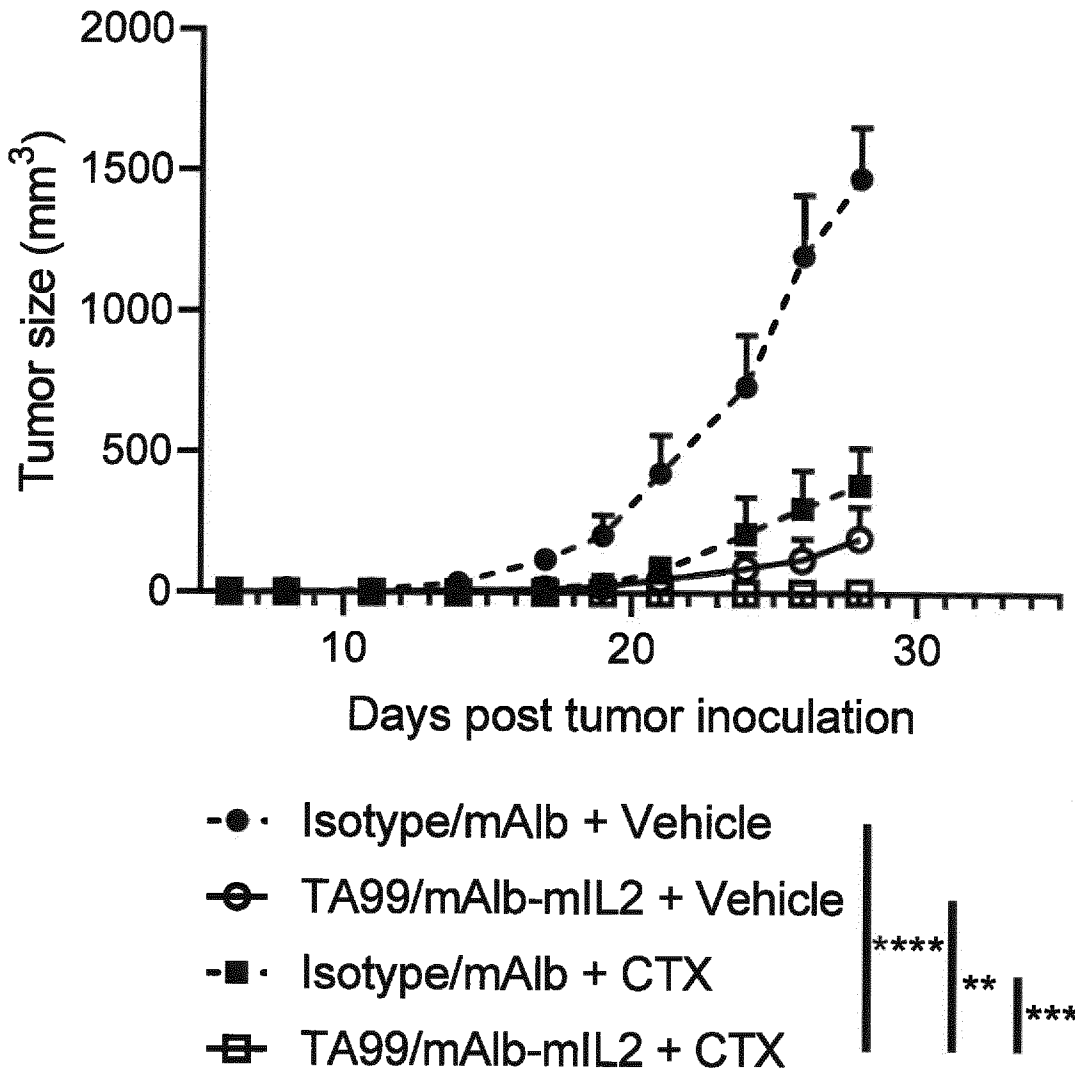 2000
1500
1000
500
0
Tumor size (mm³)
10 20 30
Days post tumor inoculation
Isotype/mAlb + Vehicle
TA99/mAlb-mIL2 + Vehicle
Isotype/mAlb + CTX
TA99/mAlb-mIL2 + CTX
****
**
***